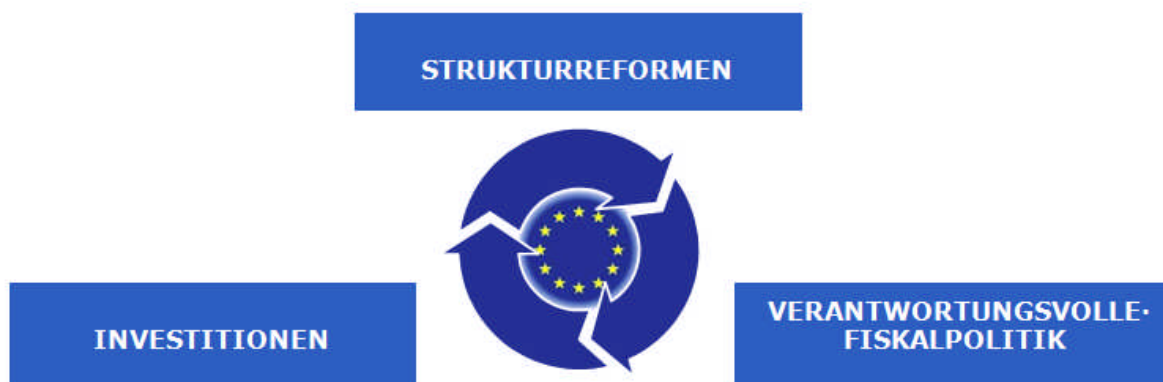 STRUKTURREFORMEN
INVESTITIONEN
VERANTWORTUNGSVOLLE·
FISKALPOLITIK